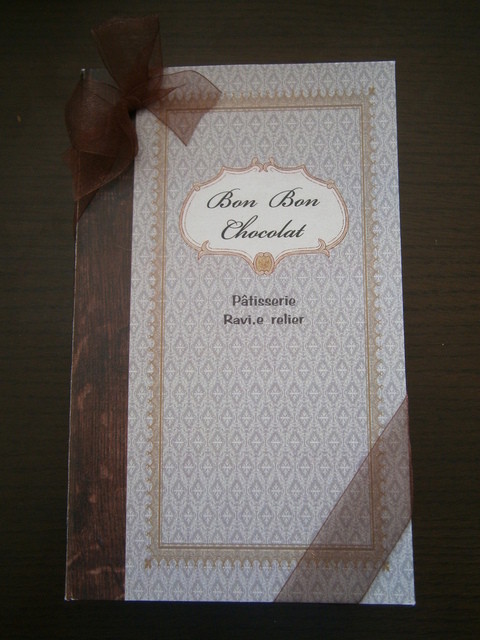 Bon Bon
Chocolat
Pâtisserie
Ravi.e relier